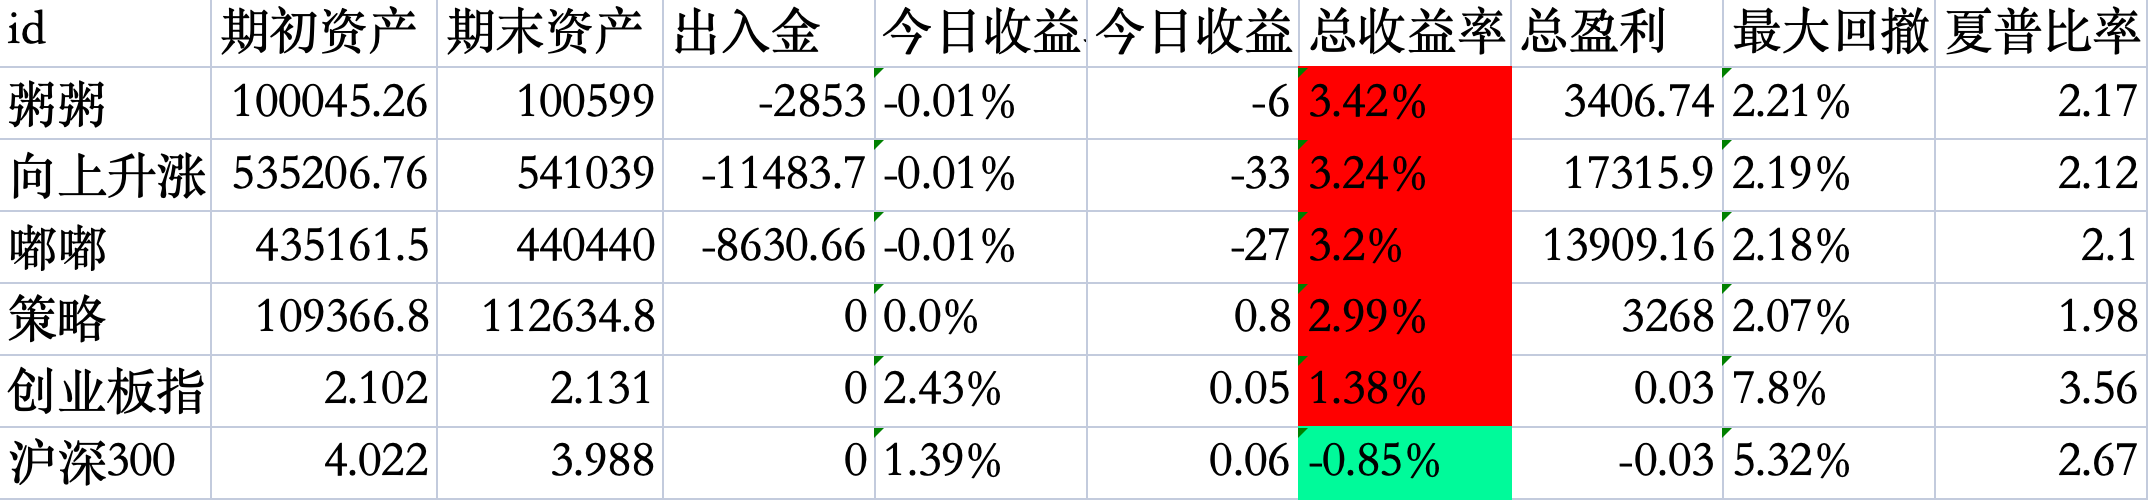 id 期初资产 期末资产 出入金 今日收益 今日收益 总收益率 总盈利 最大回撤 夏普比率
粥粥 100045.26 100599 -2853 -0.01% -6 3.42% 3406.74 2.21% 2.17
向上升涨 535206.76 541039 -11483.7 -0.01% -33 3.24% 17315.9 2.19% 2.12
嘟嘟 435161.5 440440 -8630.66 -0.01% -27 3.2% 13909.16 2.18% 2.1
策略 109366.8 112634.8 0 0.0% 0.8 2.99% 3268 2.07% 1.98
创业板指 2.102 2.131 0 2.43% 0.05 1.38% 0.03 7.8% 3.56
沪深300 4.022 3.988 0 1.39% 0.06 -0.85% -0.03 5.32% 2.67